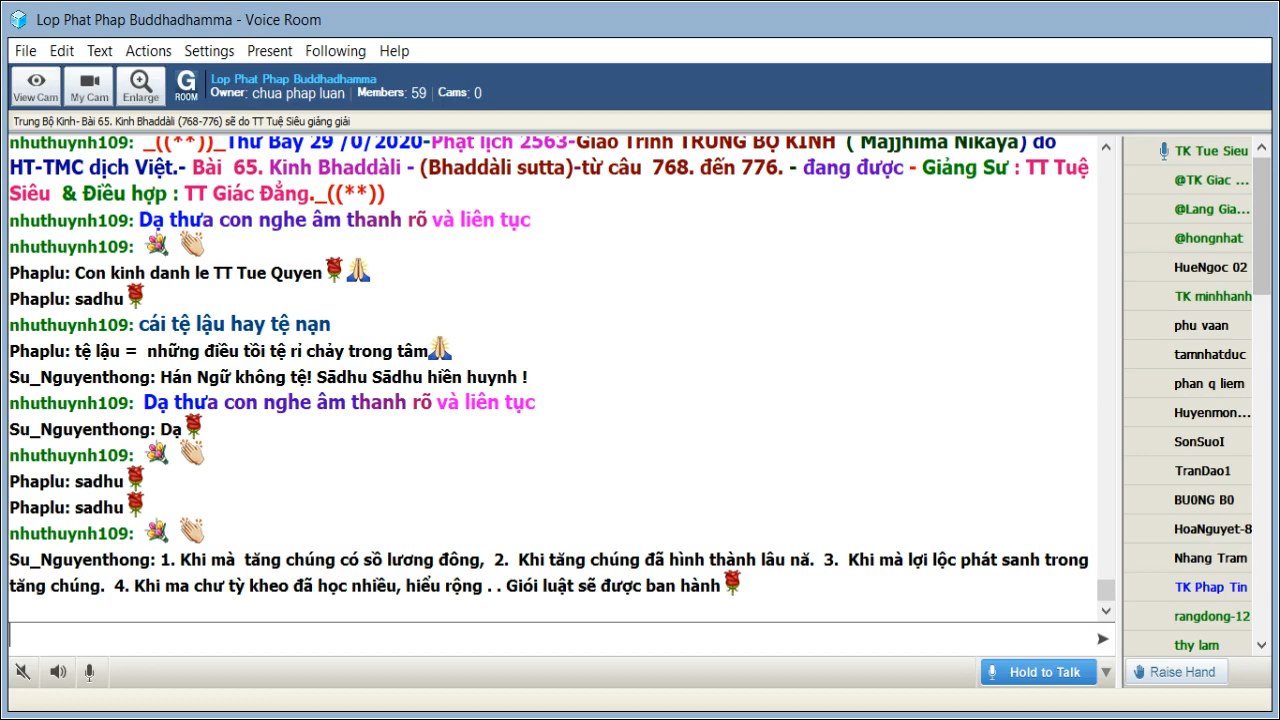 Lop Phat Phap Buddhadhamma - Voice Room
File Edit Text Actions Settings Present Following Help
View Cam My Cam Enlarge G ROOM
Lop Phat Phap Buddhadhamma
Owner: chua phap luan Members: 59 Cams: 0
Trung Bộ Kinh- Bài 65. Kinh Bhaddàli (768-776) sẽ do TT Tuệ Siêu giảng giải
nhuthuynh109: _((**))_Thứ Bảy 29 /0/2020-Phật lịch 2563-Giáo Trình TRUNG BỘ KINH ( Majjhima Nikaya) do
HT-TMC dịch Việt.- Bài 65. Kinh Bhaddàli - (Bhaddàli sutta)-từ câu 768. đến 776. - đang được - Giảng Sư : TT Tuệ
Siêu & Điều hợp : TT Giác Đẳng._((**))
nhuthuynh109: Dạ thưa con nghe âm thanh rõ và liên tục
nhuthuynh109:
Phaplu: Con kinh danh le TT Tue Quyen
Phaplu: sadhu
nhuthuynh109: cái tệ lậu hay tệ nạn
Phaplu: tệ lậu = những điều tồi tệ rỉ chảy trong tâm
Su_Nguyenthong: Hán Ngữ không tệ! Sādhu Sādhu hiền huynh !
nhuthuynh109: Dạ thưa con nghe âm thanh rõ và liên tục
Su_Nguyenthong: Dạ
nhuthuynh109:
Phaplu: sadhu
Phaplu: sadhu
nhuthuynh109:
Su_Nguyenthong: 1. Khi mà tăng chúng có sồ lương đông, 2. Khi tăng chúng đã hình thành lâu nă. 3. Khi mà lợi lộc phát sanh trong
tăng chúng. 4. Khi ma chư tỳ kheo đã học nhiều, hiểu rộng . . Giói luật sẽ được ban hành
Hold to Talk
TK Tue Sieu
@TK Giac ...
@Lang Gia...
@hongnhat
HueNgoc 02
TK minhhanh
phu vaan
tamnhatduc
phan q liem
Huyenmon...
SonSuoI
TranDao1
BU0NG B0
HoaNguyet-8
Nhang Tram
TK Phap Tin
rangdong-12
thy lam
Raise Hand